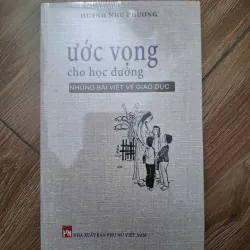 HUỲNH NHƯ PHƯƠNG
ước vọng
cho học đường
NHỮNG BÀI VIẾT VỀ GIÁO DỤC
NHÀ XUẤT BẢN PHỤ NỮ VIỆT NAM